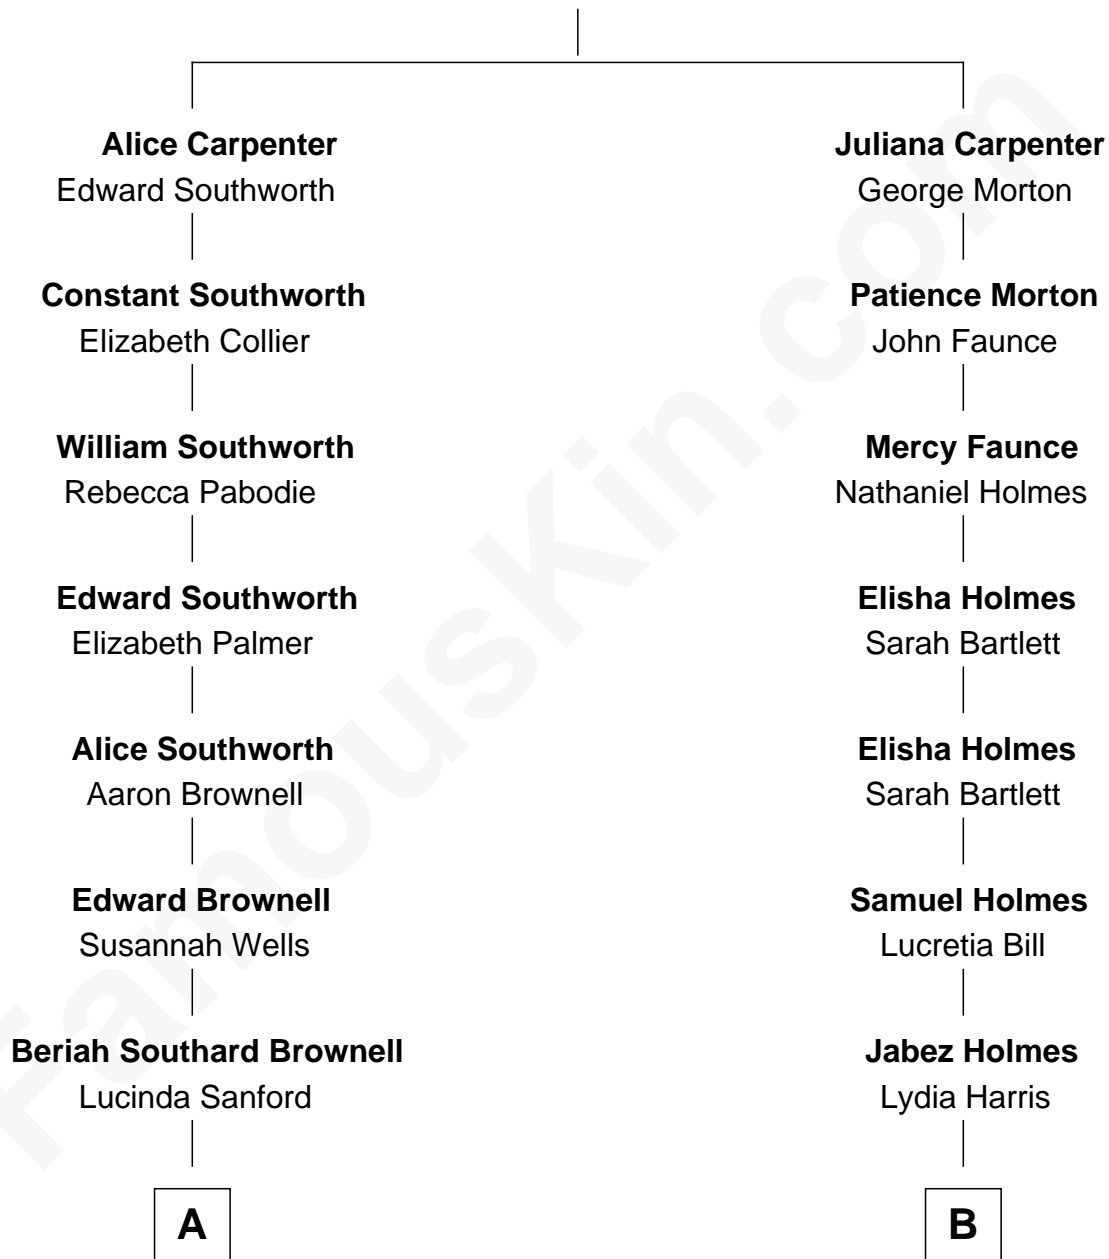 Alice Carpenter
Edward Southworth
Constant Southworth
Elizabeth Collier
William Southworth
Rebecca Pabodie
Edward Southworth
Elizabeth Palmer
Alice Southworth
Aaron Brownell
Edward Brownell
Susannah Wells
Beriah Southard Brownell
Lucinda Sanford
A
Juliana Carpenter
George Morton
Patience Morton
John Faunce
Mercy Faunce
Nathaniel Holmes
Elisha Holmes
Sarah Bartlett
Elisha Holmes
Sarah Bartlett
Samuel Holmes
Lucretia Bill
Jabez Holmes
Lydia Harris
B
FamousKin.com